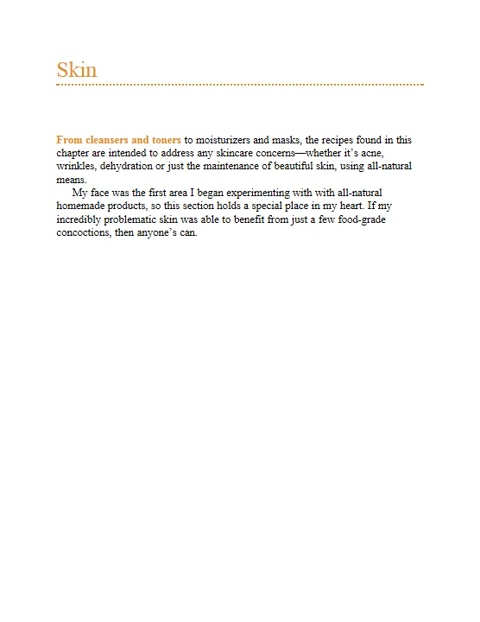 Skin
From cleansers and toners to moisturizers and masks, the recipes found in this
chapter are intended to address any skincare concerns—whether it’s acne,
wrinkles, dehydration or just the maintenance of beautiful skin, using all-natural
means.
My face was the first area I began experimenting with with all-natural
homemade products, so this section holds a special place in my heart. If my
incredibly problematic skin was able to benefit from just a few food-grade
concoctions, then anyone’s can.